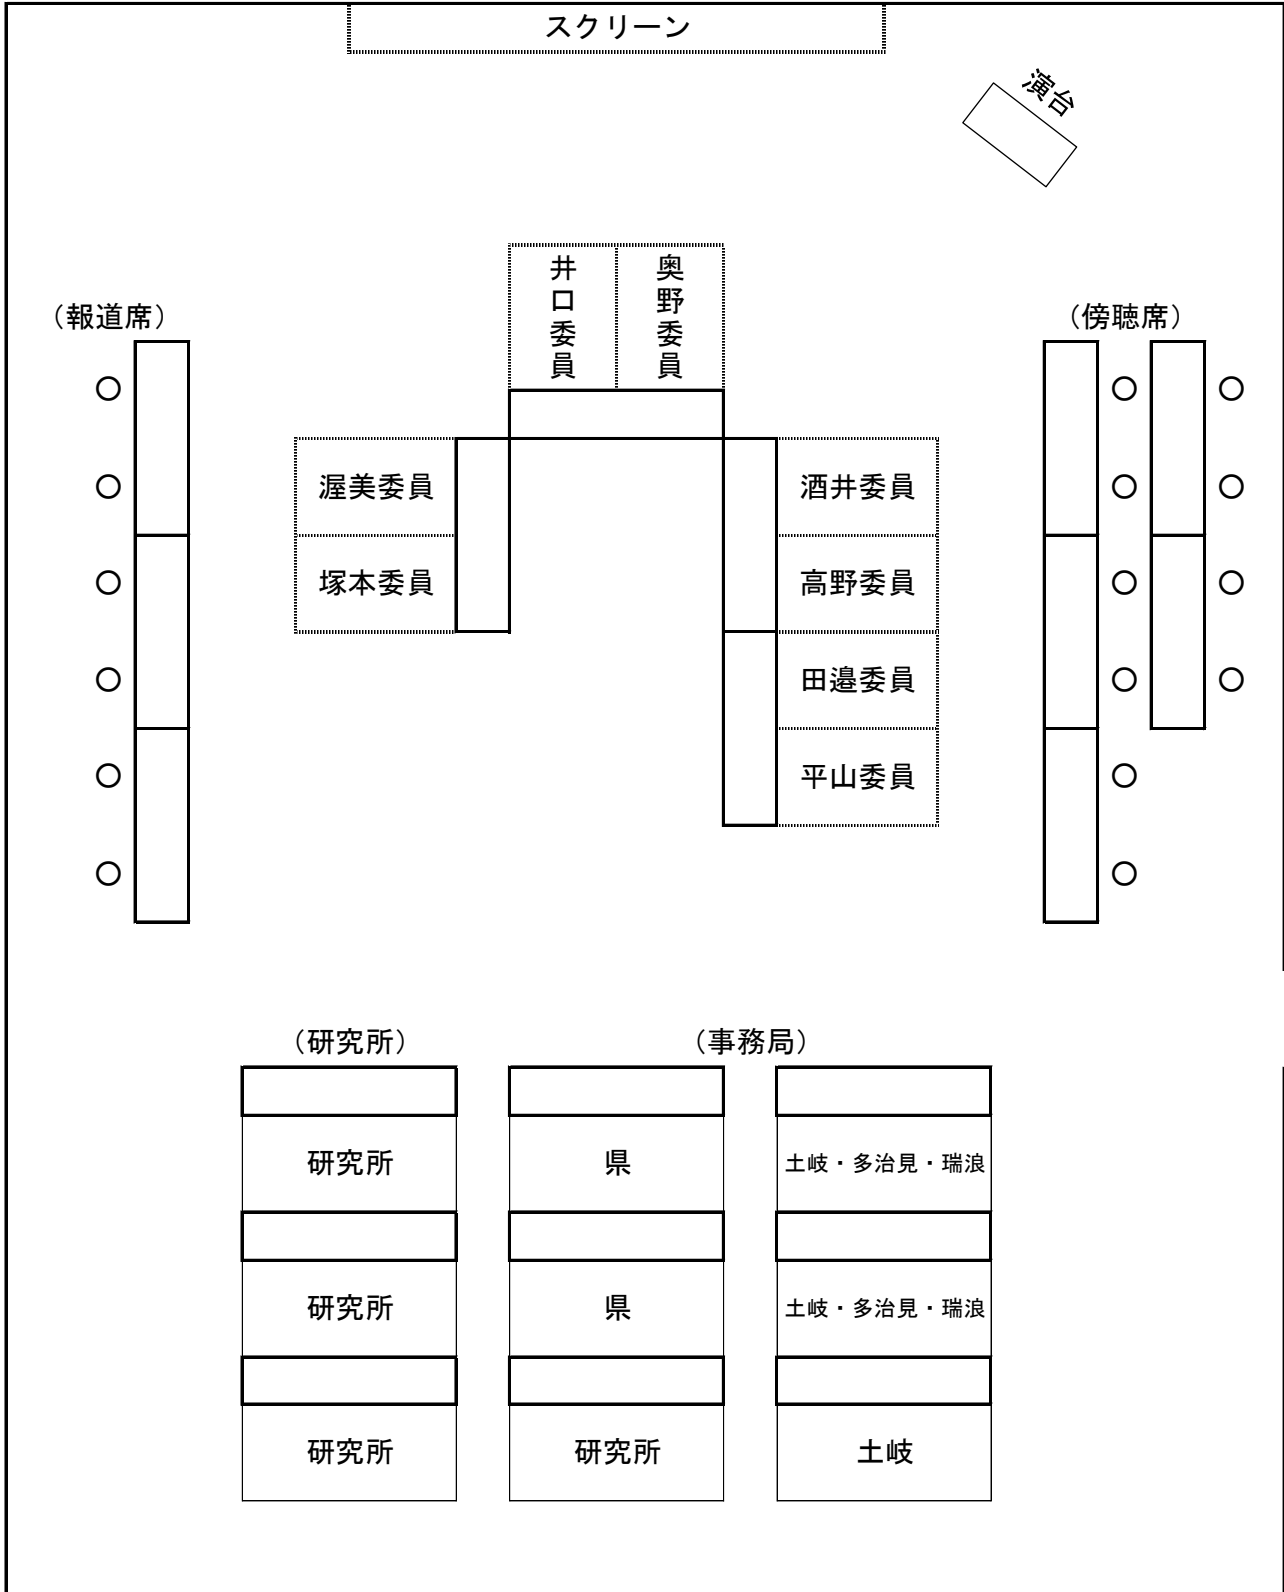 スクリーン
演台
井口委員
奥野委員
（報道席）
（傍聴席）
○ ○ ○
○ 渥美委員 酒井委員 ○ ○
○ 塚本委員 高野委員 ○ ○
○ 田邉委員 ○ ○
○ 平山委員 ○
○ ○
（研究所） （事務局）
研究所 県 土岐・多治見・瑞浪
研究所 県 土岐・多治見・瑞浪
研究所 研究所 土岐